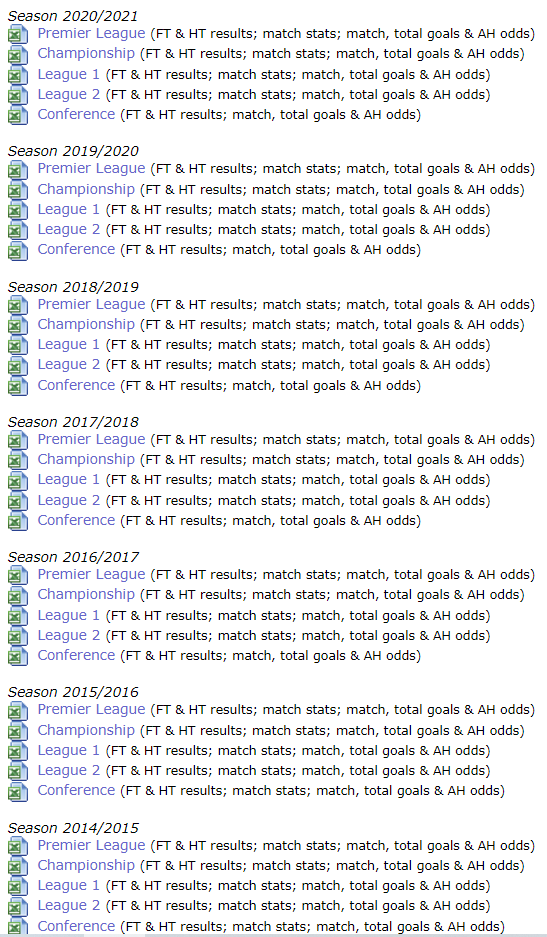 Season 2020/2021
Premier League (FT & HT results; match stats; match, total goals & AH odds)
Championship (FT & HT results; match stats; match, total goals & AH odds)
League 1 (FT & HT results; match stats; match, total goals & AH odds)
League 2 (FT & HT results; match stats; match, total goals & AH odds)
Conference (FT & HT results; match, total goals & AH odds)
Season 2019/2020
Premier League (FT & HT results; match stats; match, total goals & AH odds)
Championship (FT & HT results; match stats; match, total goals & AH odds)
League 1 (FT & HT results; match stats; match, total goals & AH odds)
League 2 (FT & HT results; match stats; match, total goals & AH odds)
Conference (FT & HT results; match, total goals & AH odds)
Season 2018/2019
Premier League (FT & HT results; match stats; match, total goals & AH odds)
Championship (FT & HT results; match stats; match, total goals & AH odds)
League 1 (FT & HT results; match stats; match, total goals & AH odds)
League 2 (FT & HT results; match stats; match, total goals & AH odds)
Conference (FT & HT results; match, total goals & AH odds)
Season 2017/2018
Premier League (FT & HT results; match stats; match, total goals & AH odds)
Championship (FT & HT results; match stats; match, total goals & AH odds)
League 1 (FT & HT results; match stats; match, total goals & AH odds)
League 2 (FT & HT results; match stats; match, total goals & AH odds)
Conference (FT & HT results; match, total goals & AH odds)
Season 2016/2017
Premier League (FT & HT results; match stats; match, total goals & AH odds)
Championship (FT & HT results; match stats; match, total goals & AH odds)
League 1 (FT & HT results; match stats; match, total goals & AH odds)
League 2 (FT & HT results; match stats; match, total goals & AH odds)
Conference (FT & HT results; match, total goals & AH odds)
Season 2015/2016
Premier League (FT & HT results; match stats; match, total goals & AH odds)
Championship (FT & HT results; match stats; match, total goals & AH odds)
League 1 (FT & HT results; match stats; match, total goals & AH odds)
League 2 (FT & HT results; match stats; match, total goals & AH odds)
Conference (FT & HT results; match stats; match, total goals & AH odds)
Season 2014/2015
Premier League (FT & HT results; match stats; match, total goals & AH odds)
Championship (FT & HT results; match stats; match, total goals & AH odds)
League 1 (FT & HT results; match stats; match, total goals & AH odds)
League 2 (FT & HT results; match stats; match, total goals & AH odds)
Conference (FT & HT results; match stats; match, total goals & AH odds)